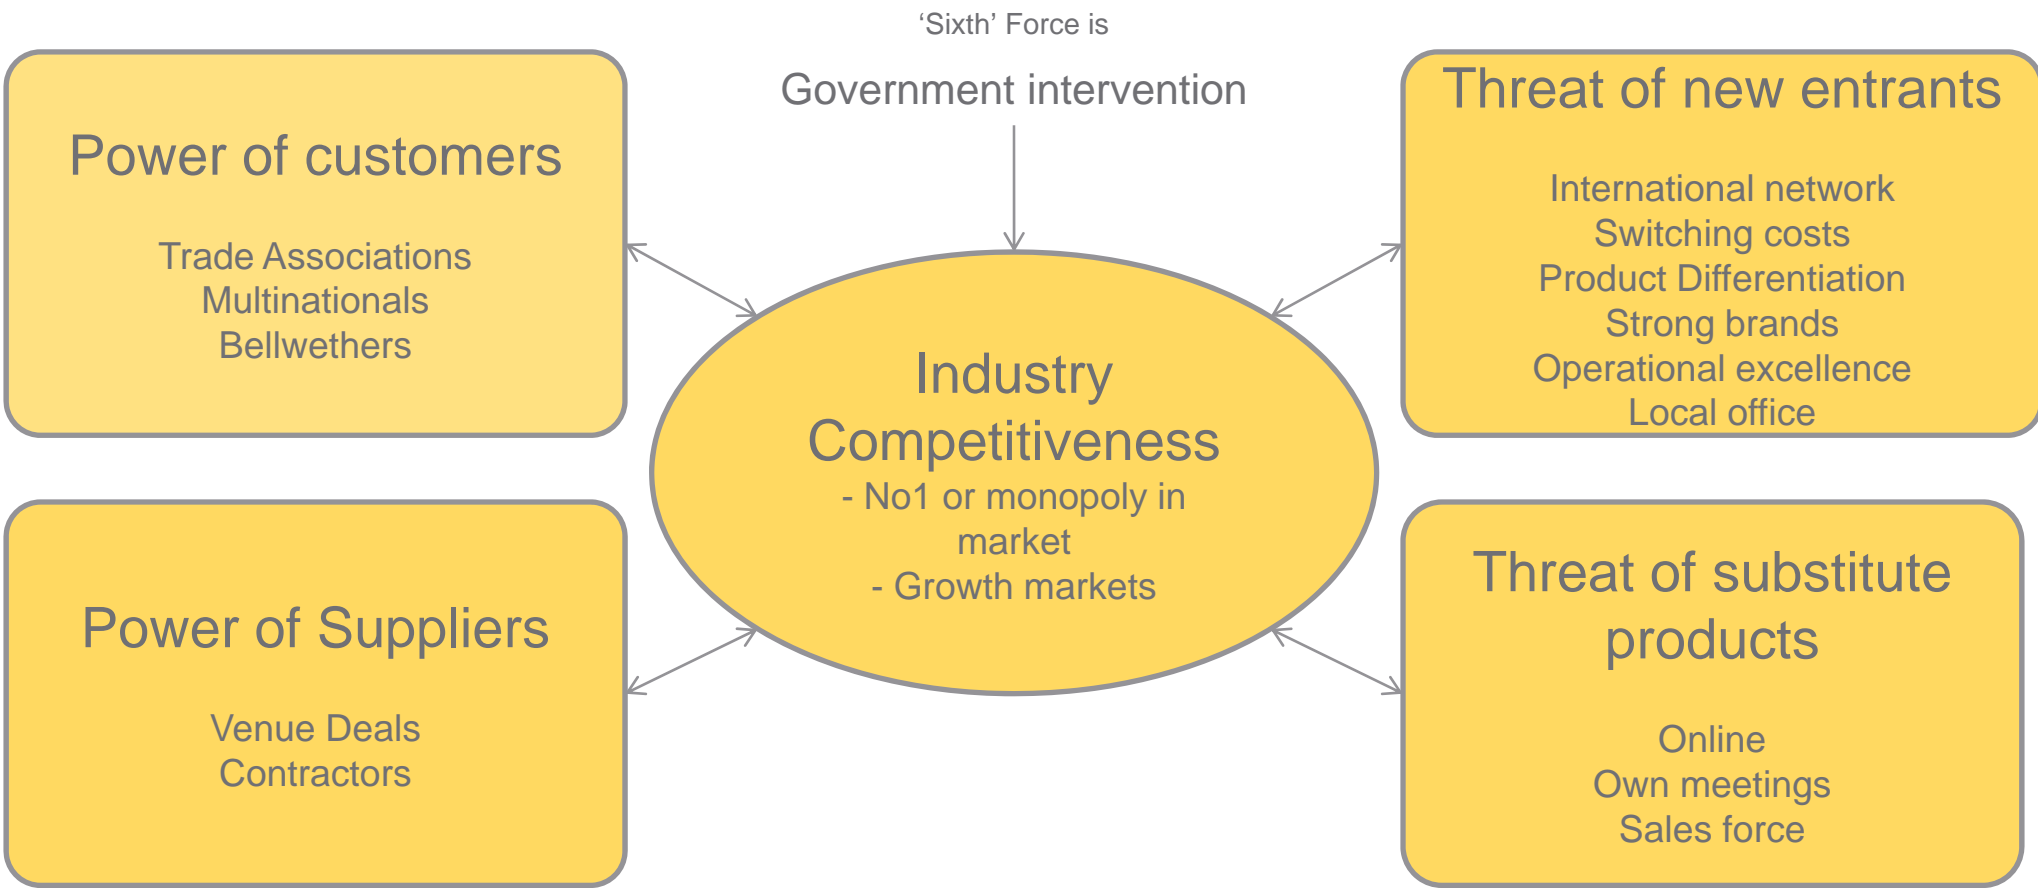 ‘Sixth’ Force is
Government intervention
Power of customers
Trade Associations
Multinationals
Bellwethers
Threat of new entrants
International network
Switching costs
Product Differentiation
Strong brands
Operational excellence
Local office
Industry
Competitiveness
- No1 or monopoly in
market
- Growth markets
Power of Suppliers
Venue Deals
Contractors
Threat of substitute
products
Online
Own meetings
Sales force